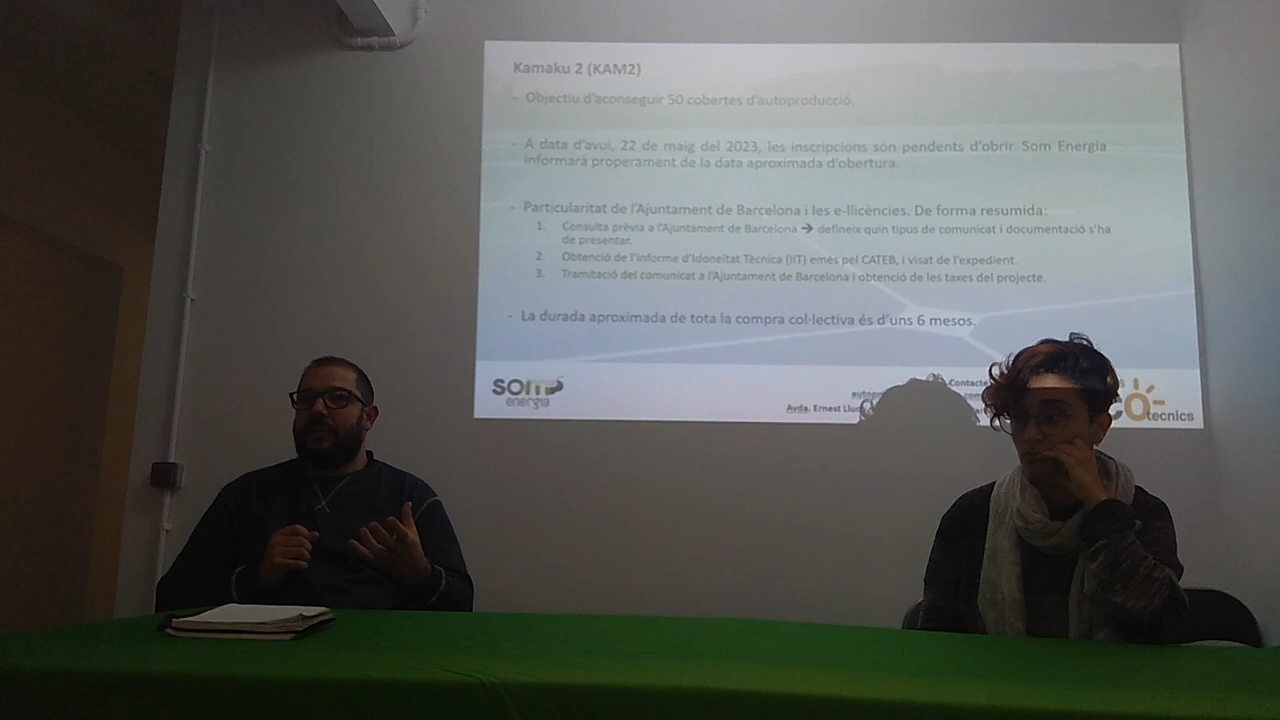 Kamaku 2 (KAM2)
- Objectiu d'aconseguir 50 cobertes d'autoproducció.
- A data d'avui, 22 de maig del 2023, les inscripcions són pendents d'obrir. Som Energia
informarà properament de la data aproximada d'obertura.
- Particularitat de l'Ajuntament de Barcelona i les e-llicències. De forma resumida:
1. Consulta prèvia a l'Ajuntament de Barcelona ➔ defineix quin tipus de comunicat i documentació s'ha
de presentar.
2. Obtenció de l'Informe d'Idoneïtat Tècnica (IIT) emès pel CATEB, i visat de l'expedient.
3. Tramitació del comunicat a l'Ajuntament de Barcelona i obtenció de les taxes del projecte.
- La durada aproximada de tota la compra col·lectiva és d'uns 6 mesos.
som
energia
Contacte
Avda. Ernest
tecnics